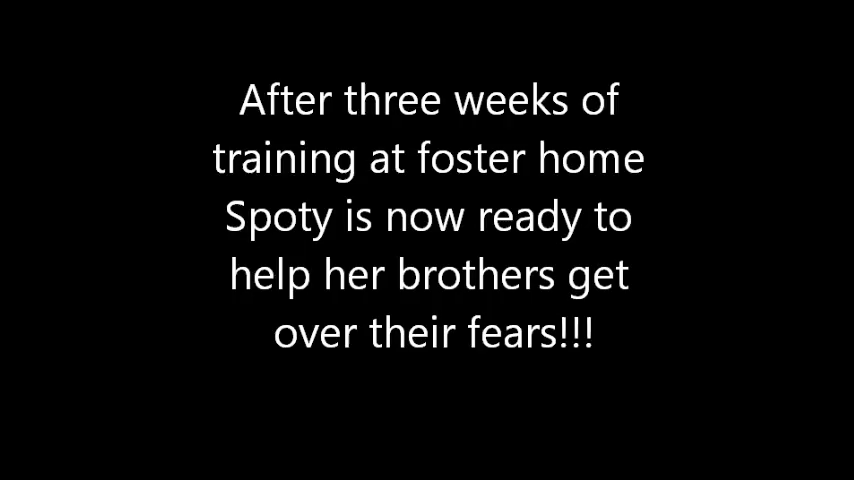 After three weeks of
training at foster home
Spoty is now ready to
help her brothers get
over their fears!!!